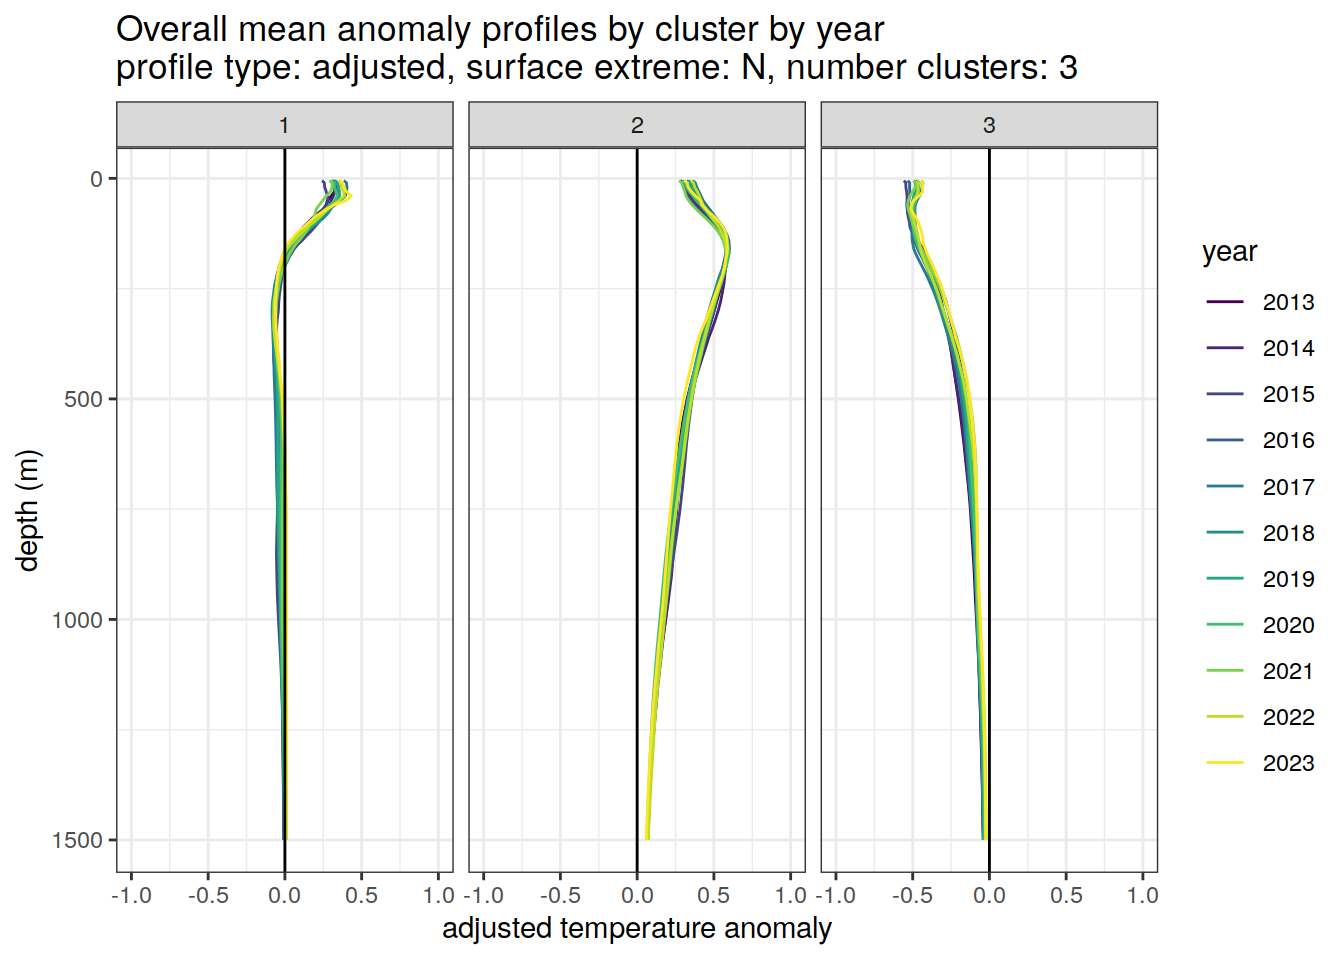 Overall mean anomaly profiles by cluster by year
profile type: adjusted, surface extreme: N, number clusters: 3
1
2
3
0
500
1000
1500
depth (m)
-1.0 -0.5 0.0 0.5 1.0
-1.0 -0.5 0.0 0.5 1.0
-1.0 -0.5 0.0 0.5 1.0
adjusted temperature anomaly
year
2013
2014
2015
2016
2017
2018
2019
2020
2021
2022
2023